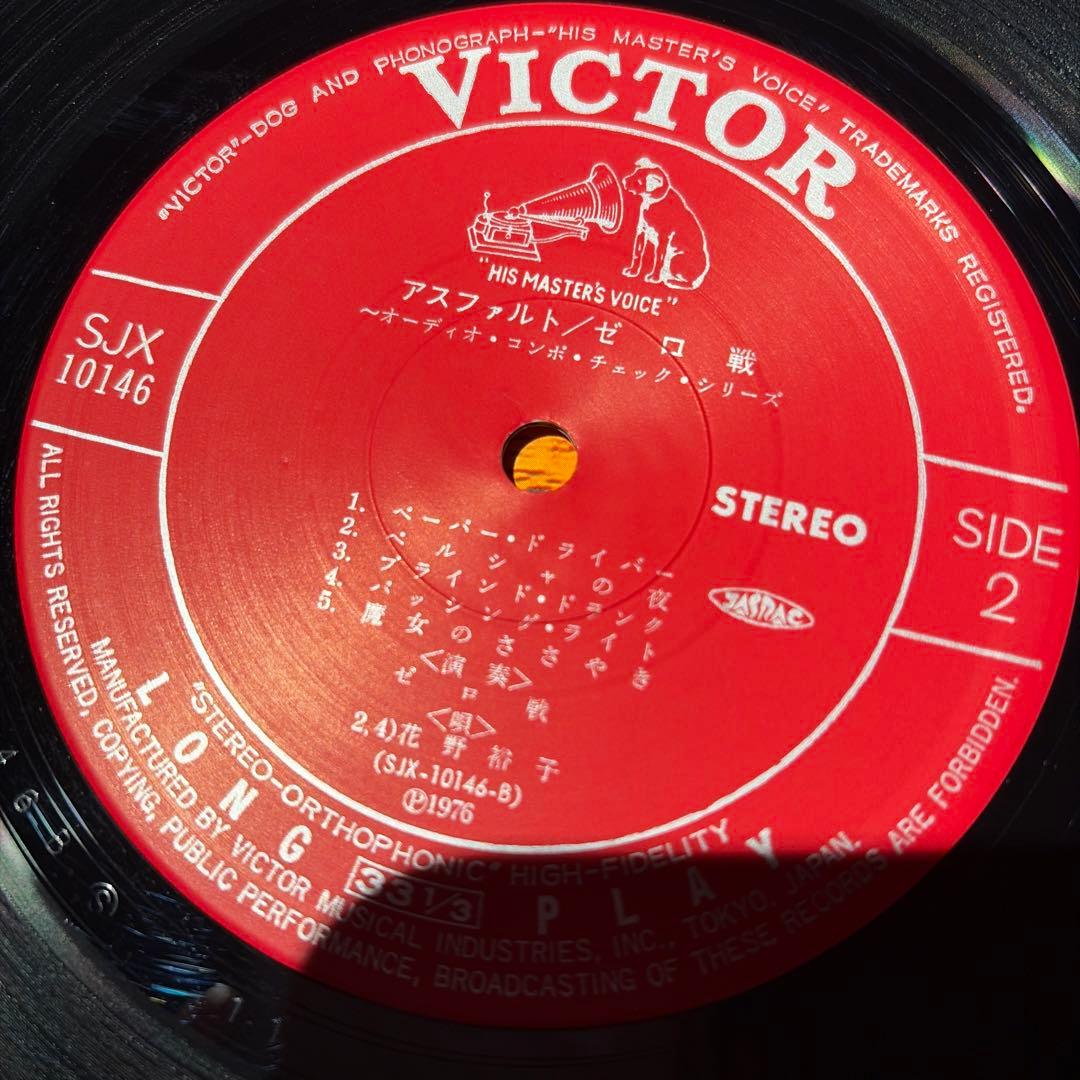 "VICTOR"-DOG AND PHONOGRAPH-"HIS MASTER'S VOICE" TRADEMARKS REGISTERED.
VICTOR
"HIS MASTER'S VOICE"
アスファルト/ゼロ戦
~オーディオ・コンポ・チェック・シリーズ
SJX
10146
STEREO
SIDE
2
JASRAC
1. ペーパー・ドライバー
2. ペルシャの夜
3. ブラインド・ドランク
4. パッシング・ライト
5. 魔女のささやき
<演奏>
ゼロ戦
<唄>
2,4)花野裕子
(SJX-10146-B)
Ⓟ1976
"STEREO-ORTHOPHONIC" HIGH-FIDELITY
LONG 33 1/3 PLAY
MANUFACTURED BY VICTOR MUSICAL INDUSTRIES, INC., TOKYO, JAPAN.
ALL RIGHTS RESERVED, COPYING, PUBLIC PERFORMANCE, BROADCASTING OF THESE RECORDS ARE FORBIDDEN.